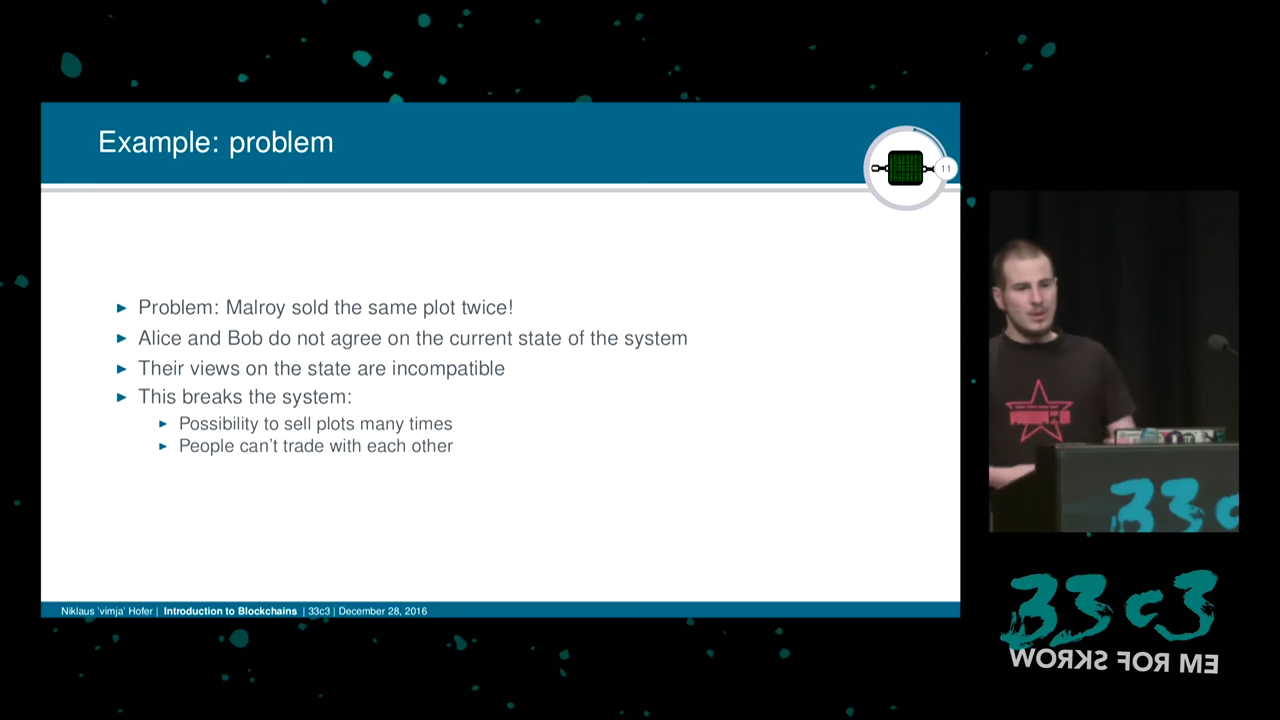 Example: problem
11
Problem: Malroy sold the same plot twice!
Alice and Bob do not agree on the current state of the system
Their views on the state are incompatible
This breaks the system:
Possibility to sell plots many times
People can't trade with each other
Niklaus 'vimja' Hofer | Introduction to Blockchains | 33c3 | December 28, 2016
33c
33c3
WORKS FOR ME